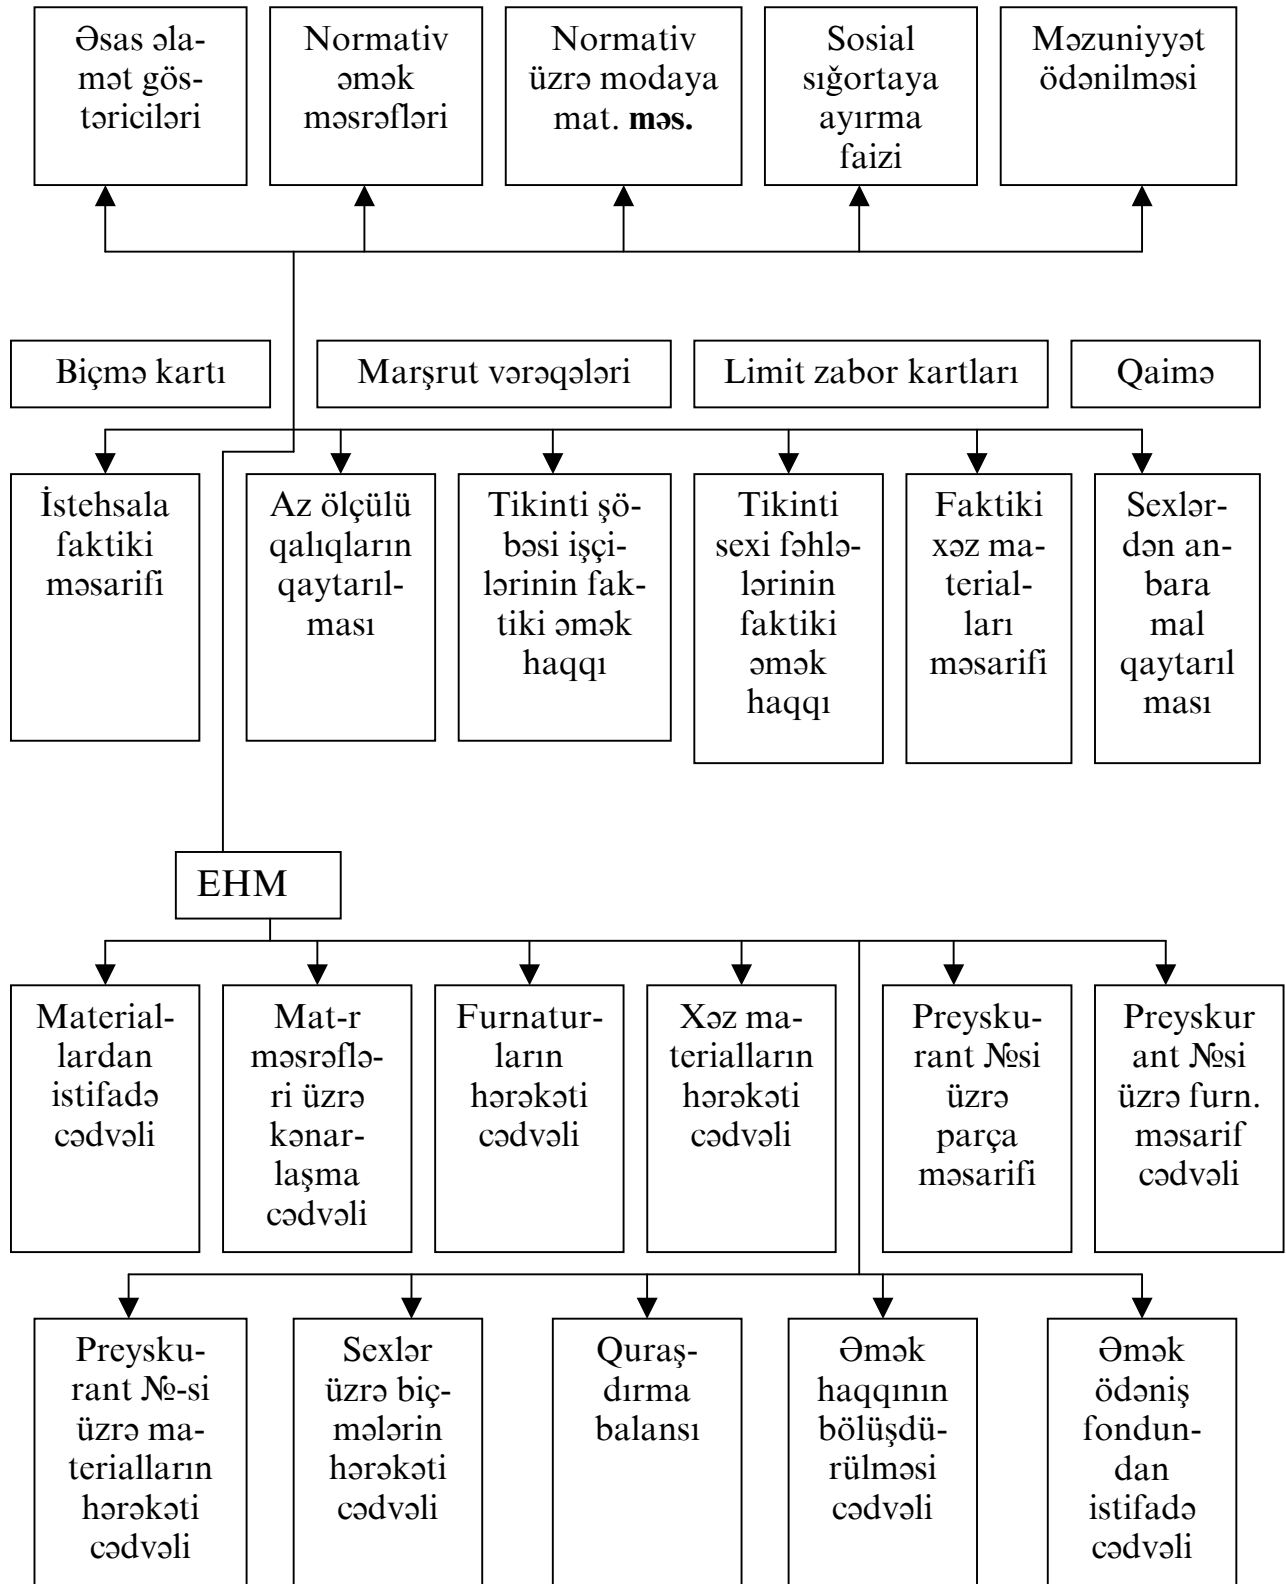 Əsas əla-
mət gös-
təriciləri
Normativ
əmək
məsrəfləri
Normativ
üzrə modaya
mat. məs.
Sosial
sığortaya
ayırma
faizi
Məzuniyyət
ödənilməsi
Biçmə kartı
Marşrut vərəqələri
Limit zabor kartları
Qaimə
İstehsala
faktiki
məsarifi
Az ölçülü
qalıqların
qaytarıl-
ması
Tikinti şö-
bəsi işçi-
lərinin fak-
tiki əmək
haqqı
Tikinti
sexi fəhlə-
lərinin
faktiki
əmək
haqqı
Faktiki
xəz ma-
terial-
ları
məsarifi
Sexlər-
dən an-
bara
mal
qaytarıl
ması
EHM
Material-
lardan
istifadə
cədvəli
Mat-r
məsrəflə-
ri üzrə
kənar-
laşma
cədvəli
Furnatur-
ların
hərəkəti
cədvəli
Xəz ma-
terialların
hərəkəti
cədvəli
Preysku-
rant №si
üzrə
parça
məsarifi
Preyskur
ant №si
üzrə furn.
məsarif
cədvəli
Preysku-
rant №-si
üzrə ma-
terialların
hərəkəti
cədvəli
Sexlər
üzrə biç-
mələrin
hərəkəti
cədvəli
Quraş-
dırma
balansı
Əmək
haqqının
bölüşdü-
rülməsi
cədvəli
Əmək
ödəniş
fondun-
dan
istifadə
cədvəli